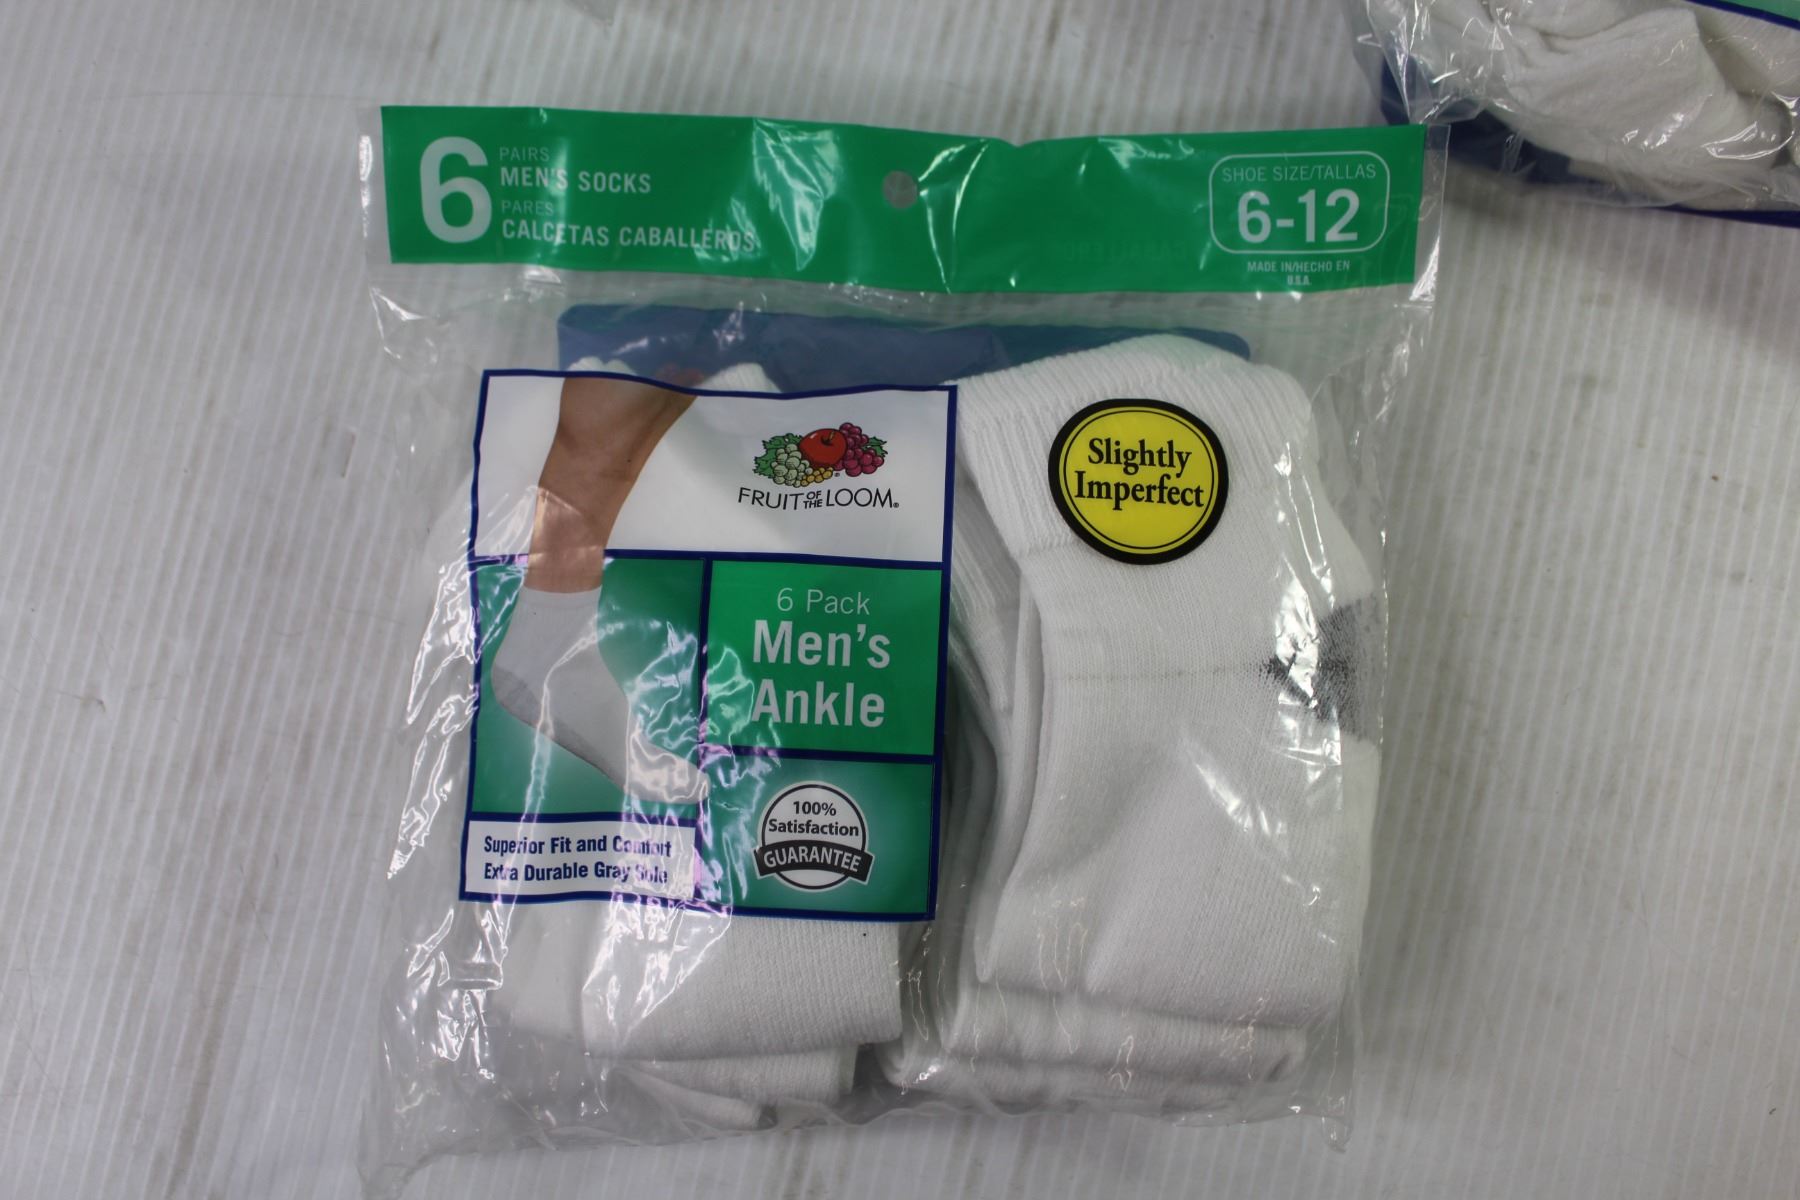 6
PAIRS
MEN'S SOCKS
PARES
CALCETAS CABALLEROS
SHOE SIZE/TALLAS
6-12
MADE IN/HECHO EN
U.S.A.
FRUIT OF THE LOOM®
Slightly
Imperfect
6 Pack
Men's
Ankle
100%
Satisfaction
GUARANTEE
Superior Fit and Comfort
Extra Durable Gray Sole